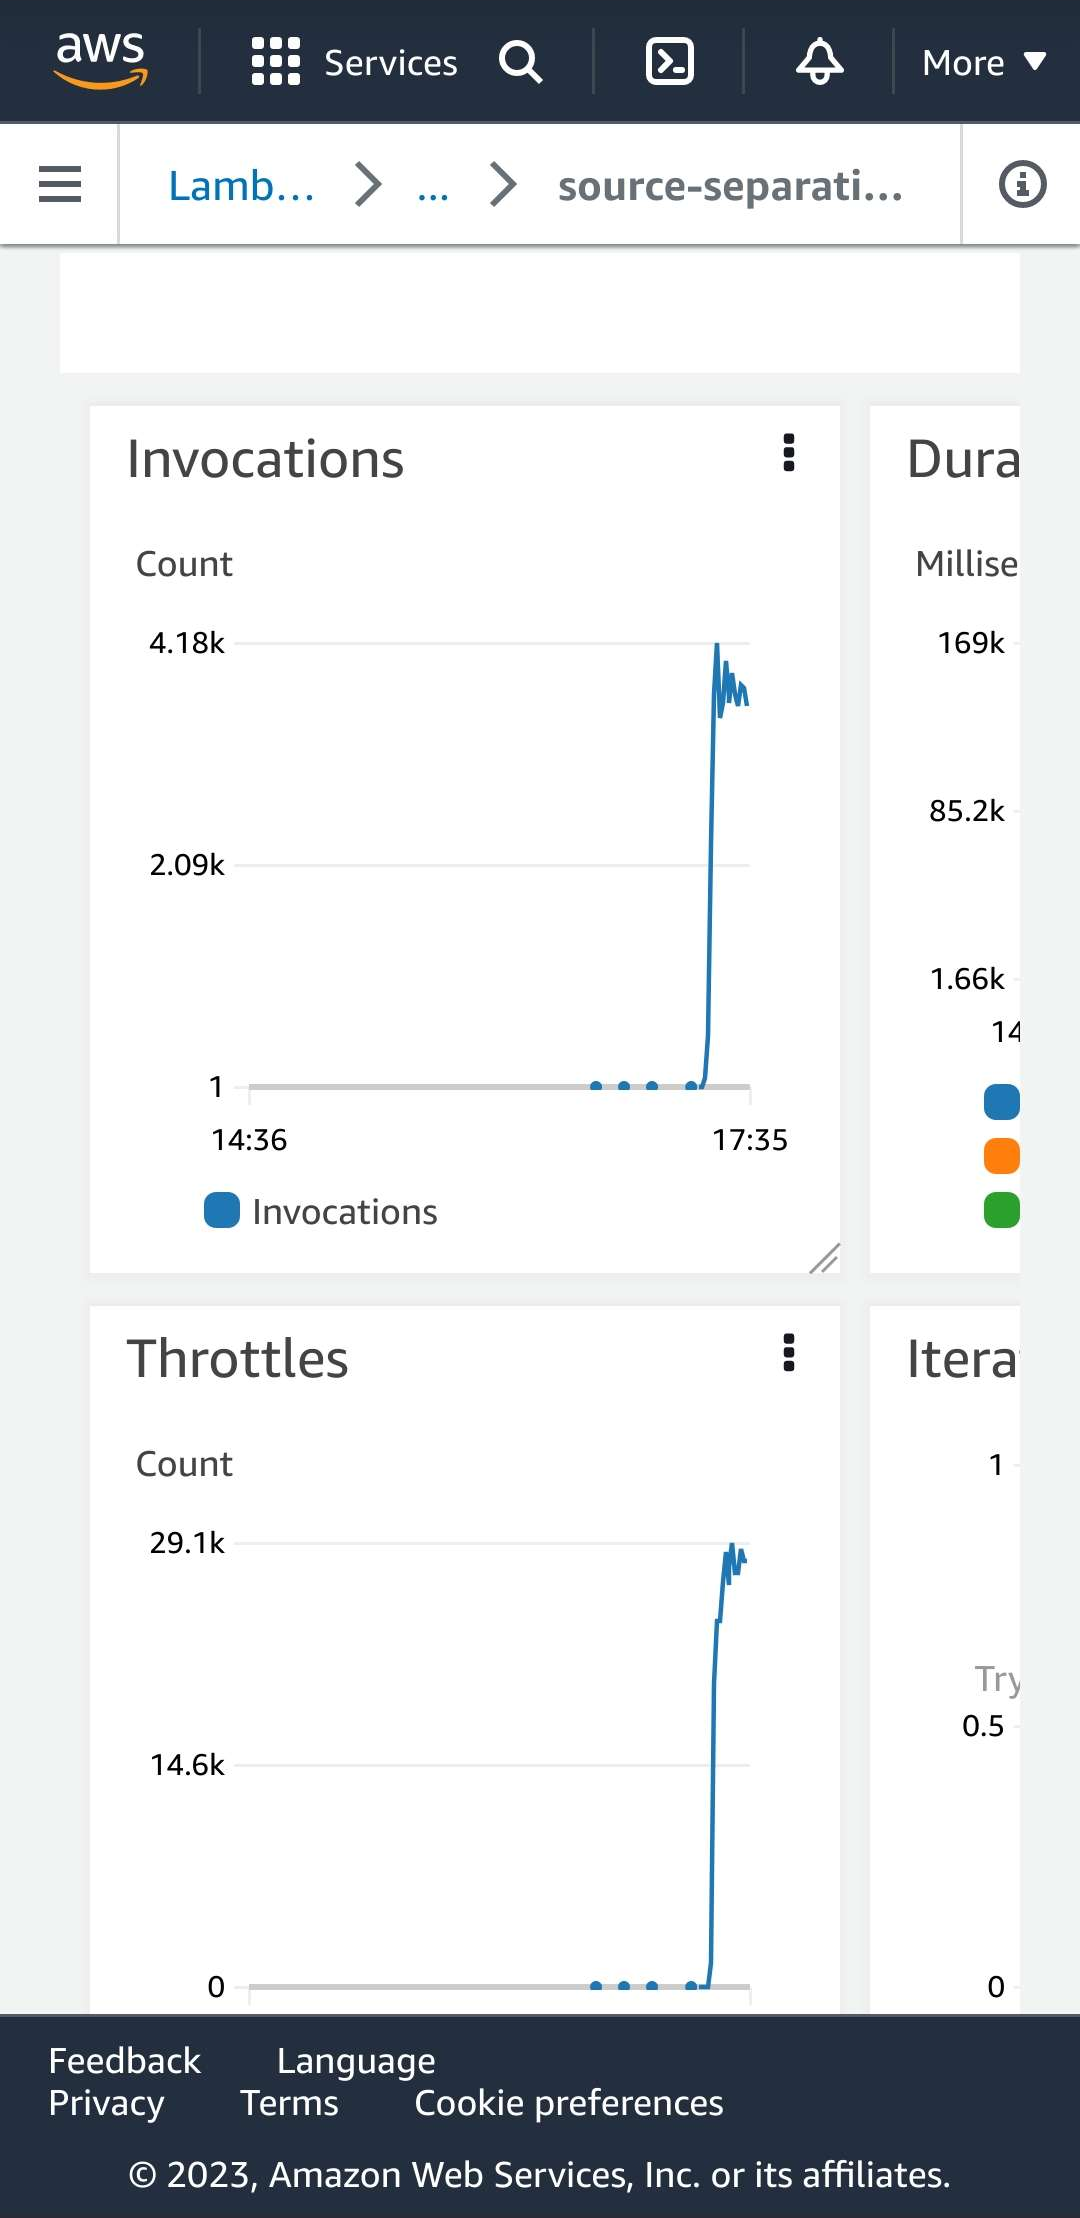 aws Services More
Lamb... ... source-separati...
Invocations
Count
4.18k
2.09k
1
14:36 17:35
Invocations
Dura
Millise
169k
85.2k
1.66k
14
Throttles
Count
29.1k
14.6k
0
Itera
1
Try
0.5
0
Feedback Language
Privacy Terms Cookie preferences
© 2023, Amazon Web Services, Inc. or its affiliates.